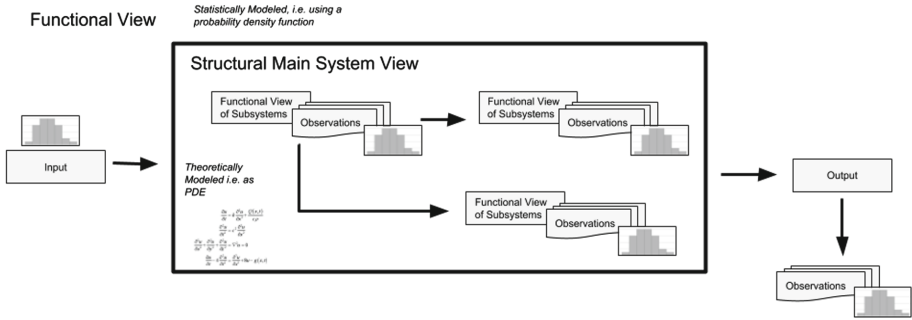 Functional View
Statistically Modeled, i.e. using a
probability density function
Structural Main System View
Functional View
of Subsystems
Observations
Functional View
of Subsystems
Observations
Input
Theoretically
Modeled i.e. as
PDE
Functional View
of Subsystems
Observations
Output
Observations